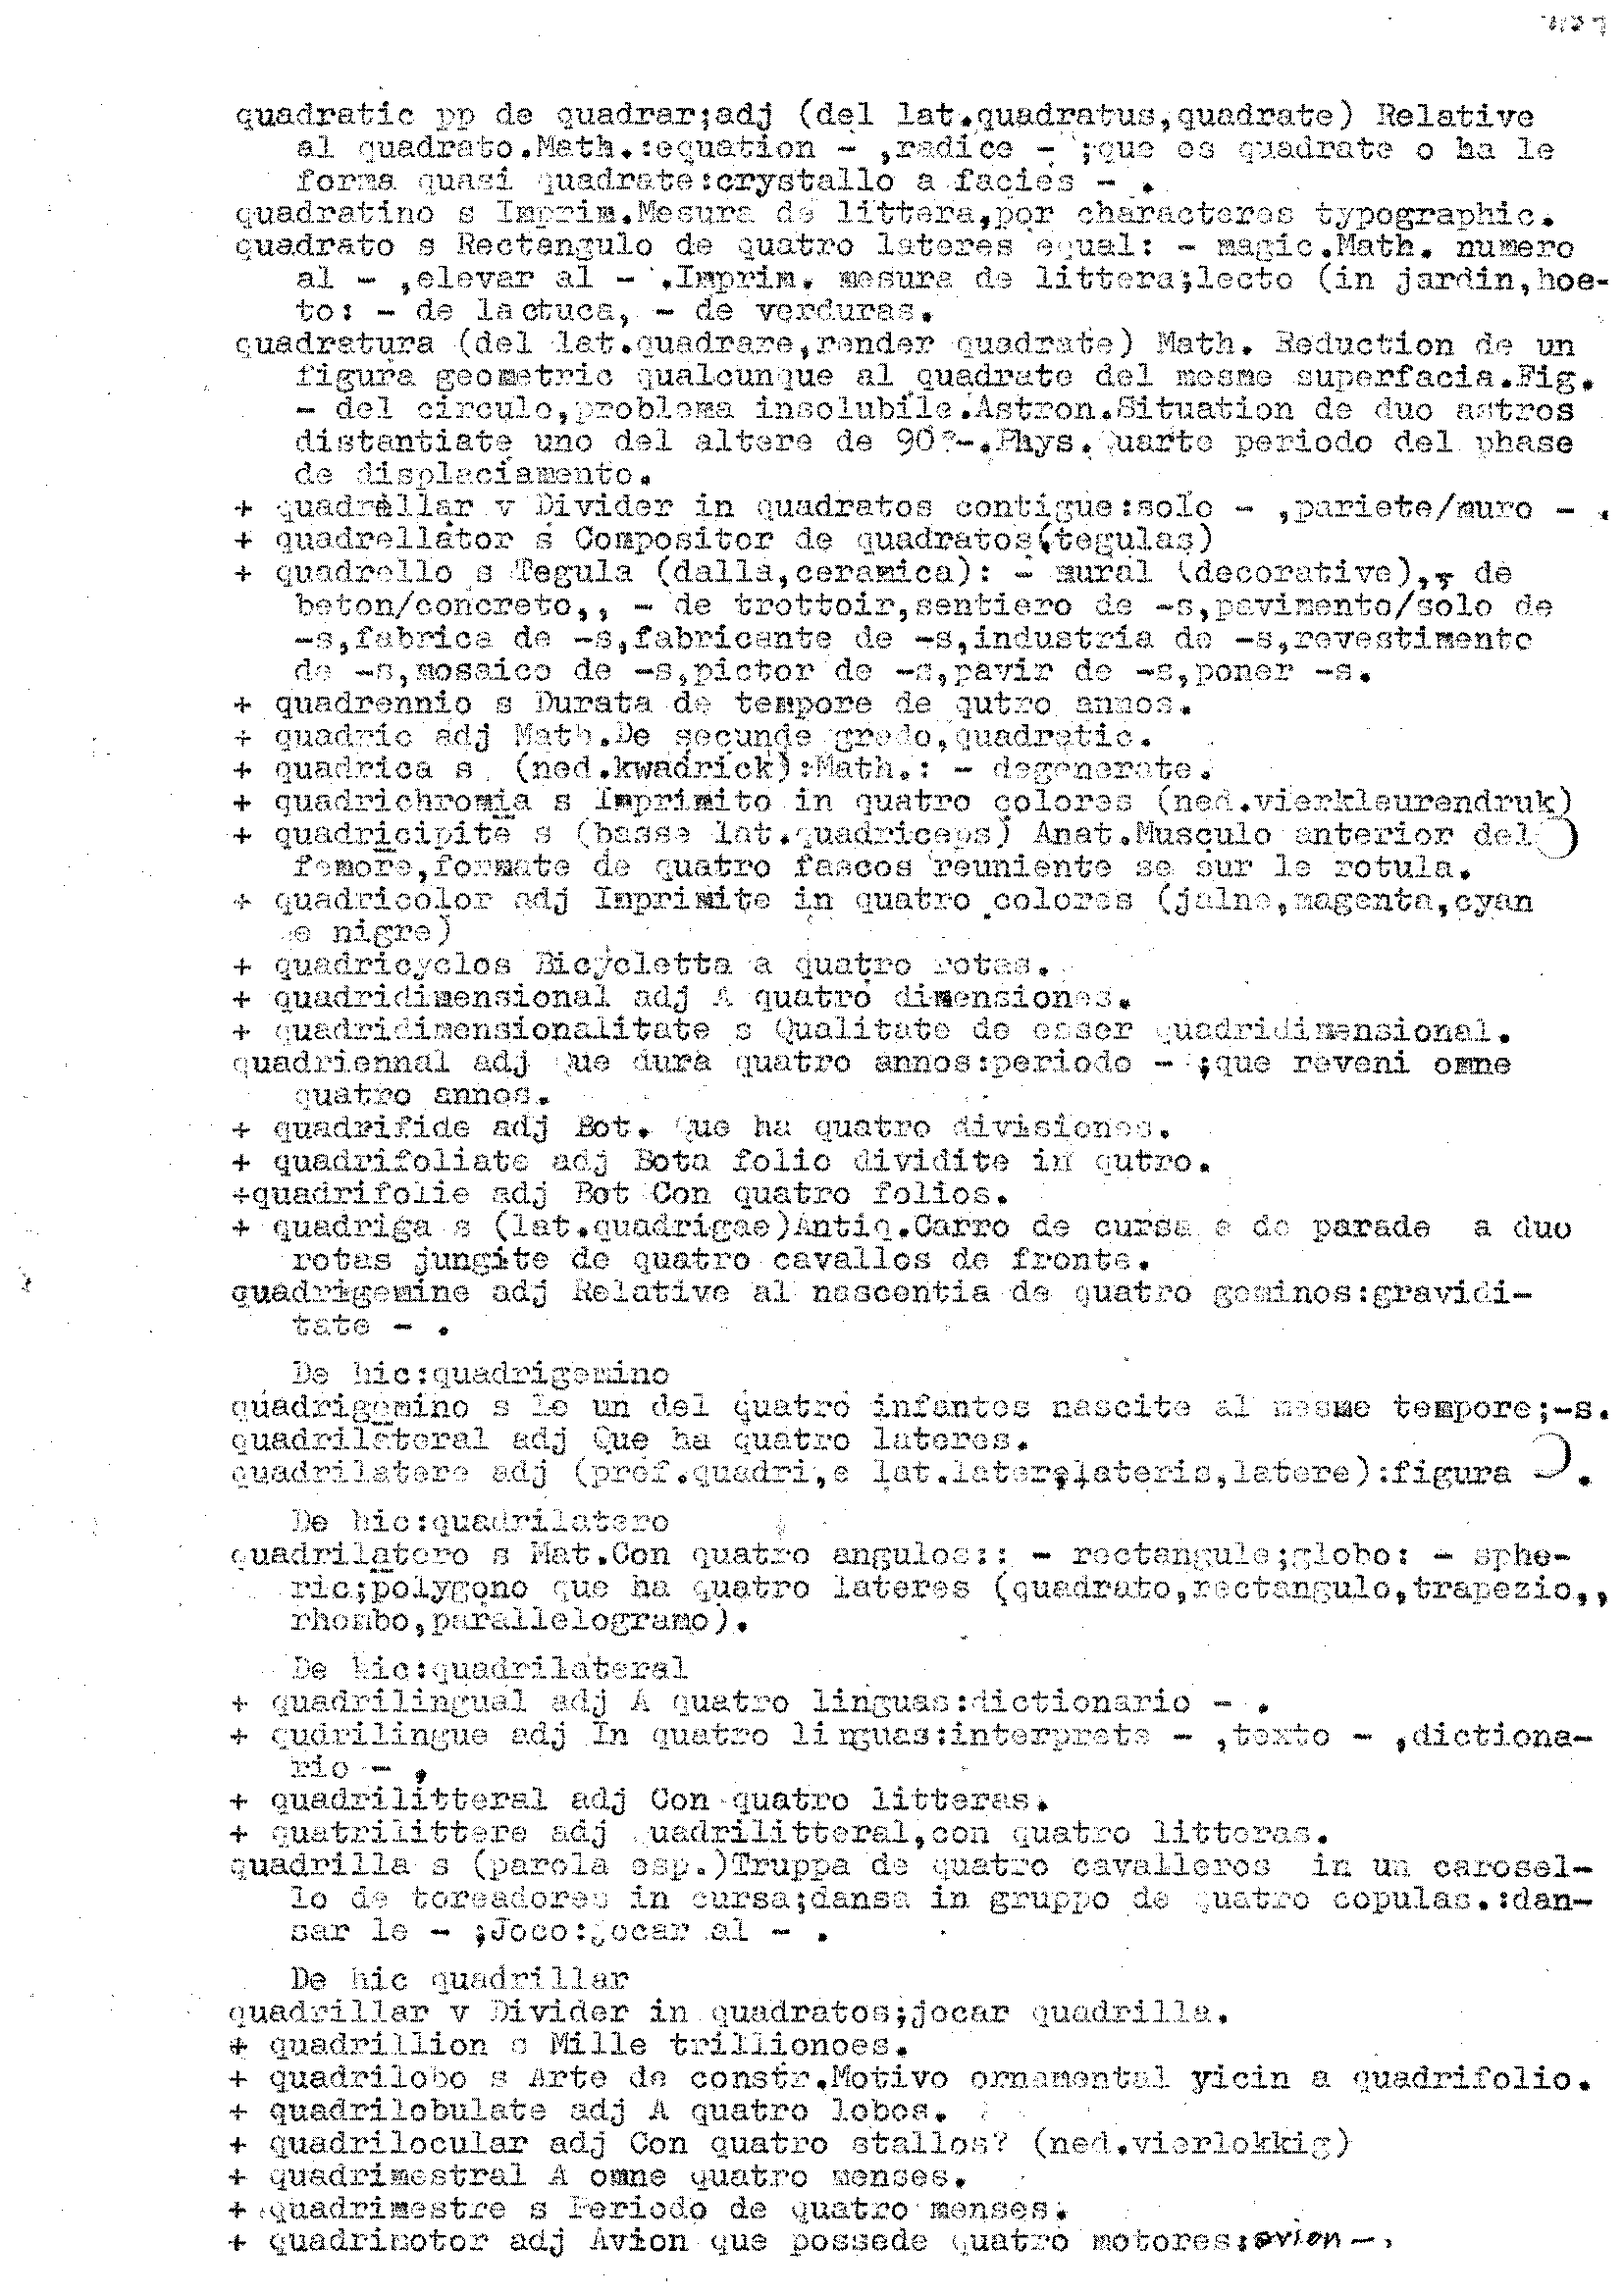 quadratic pp de quadrar;adj (del lat.quadratus,quadrate) Relative
al quadrato.Math.:equation - ,radice - ;que es quadrate o ha le
forma quasi quadrate:crystallo a facies - .
quadratino s Imprim.Mesura de littera,por characteres typographic.
quadrato s Rectangulo de quatro lateres equal: - magic.Math. numero
al - ,elevar al - .Imprim. mesura de littera;lecto (in jardin,hoe-
to: - de lactuca, - de verduras.
quadratura (del lat.quadrare,render quadrate) Math. Reduction de un
figura geometric qualcunque al quadrate del mesme superfacia.Fig.
- del circulo,problema insolubile.Astron.Situation de duo astros
distantiate uno del altere de 90°-.Phys.Quarte periodo del phase
de displaciamento.
+ quadrellar v Divider in quadratos contigue:solo - ,pariete/muro - .
+ quadrellator s Compositor de quadratos(tegulas)
+ quadrello s Tegula (dalla,ceramica): - mural (decorative),- de
beton/concreto,, - de trottoir,sentiero de -s,pavimento/solo de
-s,fabrica de -s,fabricante de -s,industria de -s,revestimento
de -s,mosaico de -s,pictor de -s,pavir de -s,poner -s.
+ quadrennio s Durata de tempore de qutro annos.
+ quadric adj Math.De secunde grado,quadratic.
+ quadrica s (ned.kwadrick):Math.: - degenerate.
+ quadrichromia s Imprimito in quatro colores (ned.vierkleurendruk)
+ quadricipite s (basse lat.quadriceps) Anat.Musculo anterior del
femore,formate de quatro fascos reuniente se sur le rotula.
+ quadricolor adj Imprimite in quatro colores (jalne,magenta,cyan
e nigre)
+ quadricyclos Bicycletta a quatro rotas.
+ quadridimensional adj A quatro dimensiones.
+ quadridimensionalitate s Qualitate de esser quadridimensional.
quadriennal adj Que dura quatro annos:periodo - ;que reveni omne
quatro annos.
+ quadrifide adj Bot. Que ha quatro divisiones.
+ quadrifoliate adj Bota folio dividite in qutro.
+quadrifolie adj Bot Con quatro folios.
+ quadriga s (lat.quadrigae)Antiq.Carro de cursa e de parade a duo
rotas jungite de quatro cavallos de fronte.
quadrigemine adj Relative al nascentia de quatro geminos:gravidi-
tate - .
De hic:quadrigemino
quadrigemino s le un del quatro infantes nascite al mesme tempore;-s.
quadrilateral adj Que ha quatro lateres.
quadrilatere adj (pref.quadri,e lat.later,lateris,latere):figura - .
De hic:quadrilatero
quadrilatero s Mat.Con quatro angulos:: - rectangule;globo: - sphe-
ric;polygono que ha quatro lateres (quadrato,rectangulo,trapezio,,
rhombo,parallelogramo).
De hic:quadrilateral
+ quadrilingual adj A quatro linguas:dictionario - .
+ qudrilingue adj In quatro linguas:interprete - ,texto - ,dictiona-
rio - ,
+ quadrilitteral adj Con quatro litteras.
+ quatrilittere adj uadrilitteral,con quatro litteras.
quadrilla s (parola esp.)Truppa de quatro cavalleros in un carosel-
lo de toreadores in cursa;dansa in gruppo de quatro copulas.:dan-
sar le - ;Joco:jocar al - .
De hic quadrillar
quadrillar v Divider in quadratos;jocar quadrilla.
+ quadrillion s Mille trillionoes.
+ quadrilobo s Arte de constr.Motivo ornamental yicin a quadrifolio.
+ quadrilobulate adj A quatro lobos.
+ quadrilocular adj Con quatro stallos? (ned.vierlokkig)
+ quadrimestral A omne quatro menses.
+ quadrimestre s Periodo de quatro menses.
+ quadrimotor adj Avion que possede quatro motores:avion - .